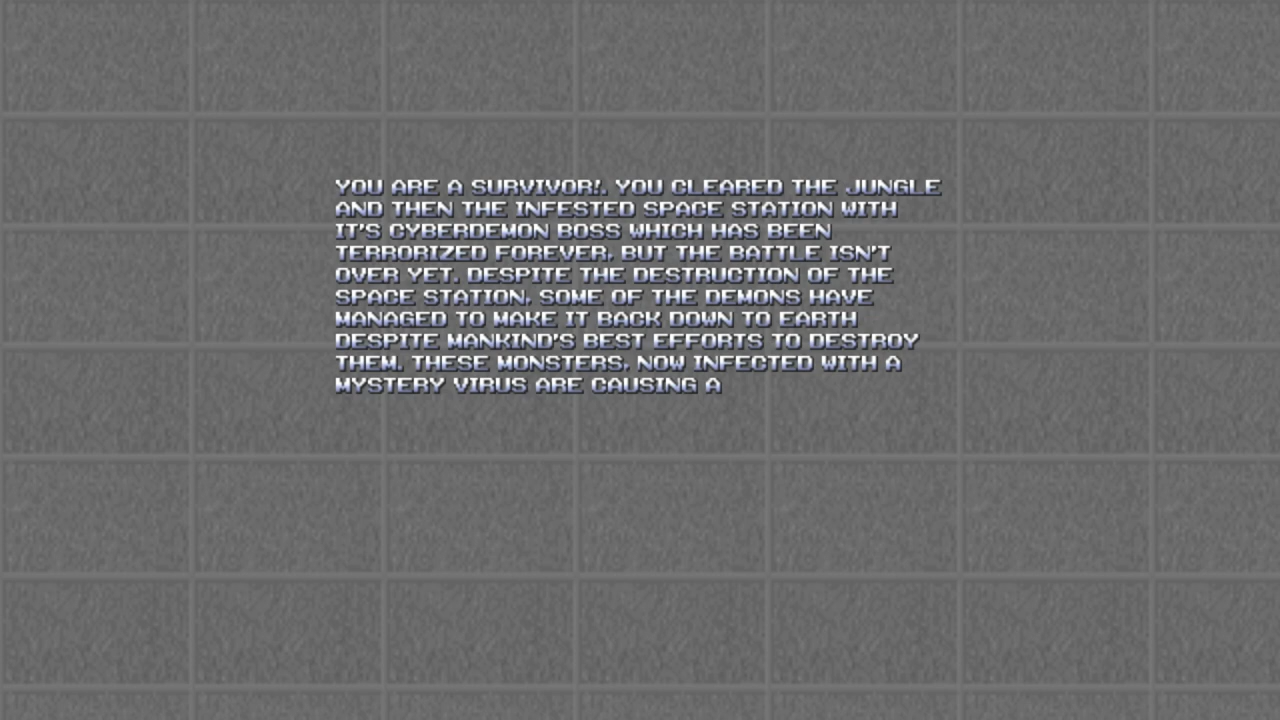 YOU ARE A SURVIVOR!. YOU CLEARED THE JUNGLE
AND THEN THE INFESTED SPACE STATION WITH
IT'S CYBERDEMON BOSS WHICH HAS BEEN
TERRORIZED FOREVER, BUT THE BATTLE ISN'T
OVER YET. DESPITE THE DESTRUCTION OF THE
SPACE STATION, SOME OF THE DEMONS HAVE
MANAGED TO MAKE IT BACK DOWN TO EARTH
DESPITE MANKIND'S BEST EFFORTS TO DESTROY
THEM. THESE MONSTERS, NOW INFECTED WITH A
MYSTERY VIRUS ARE CAUSING A